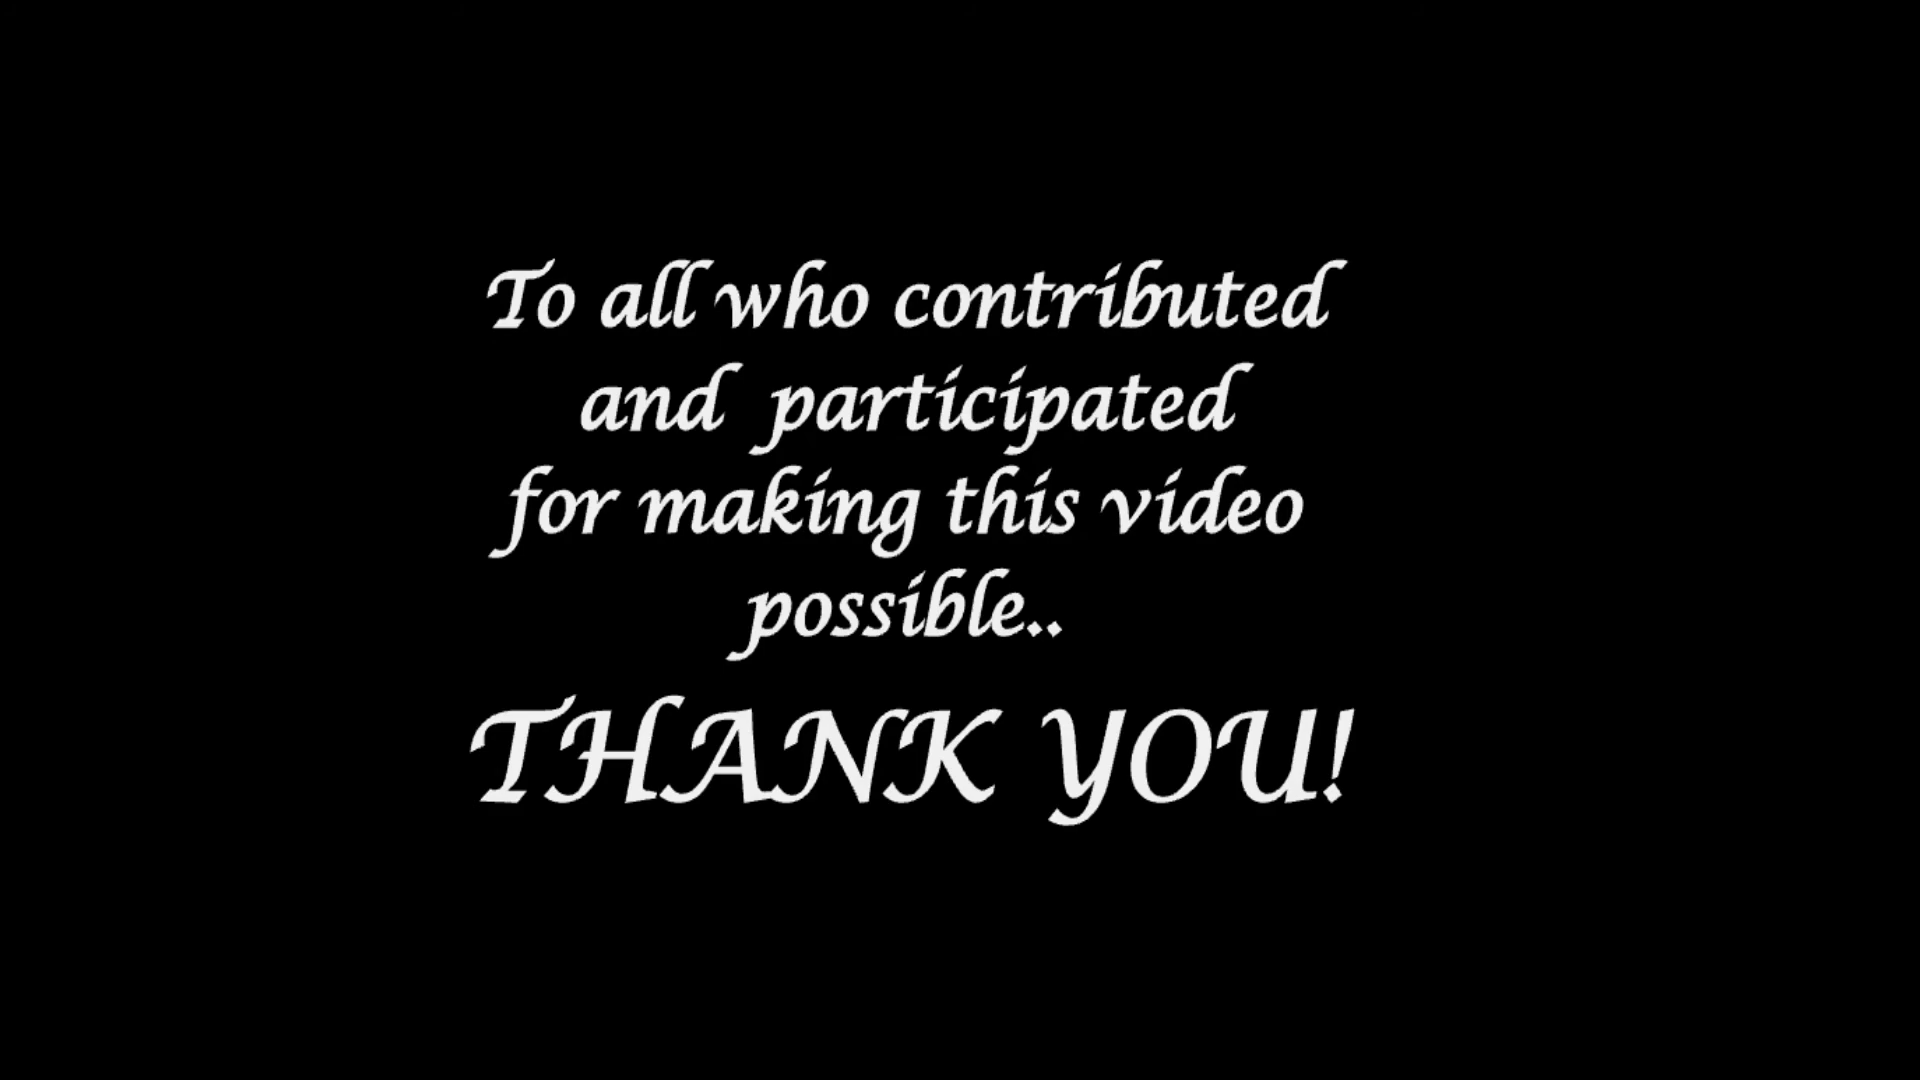 To all who contributed
and participated
for making this video
possible..
THANK YOU!